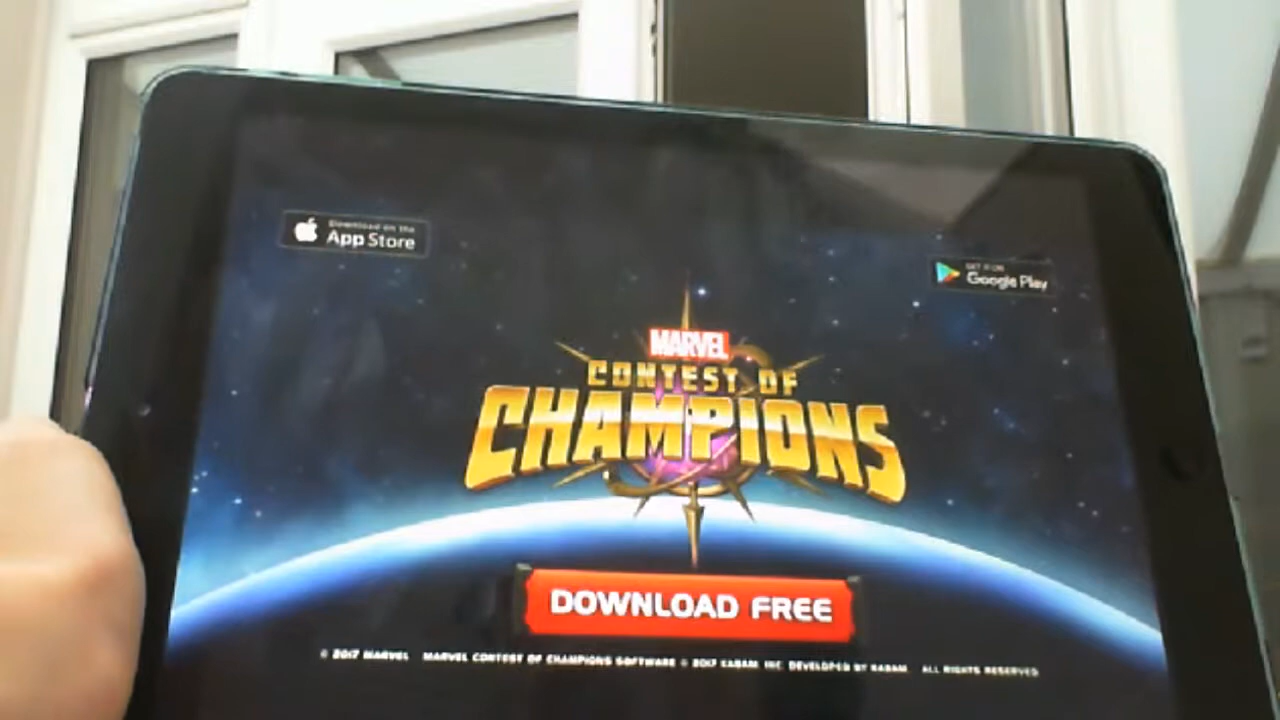 Download on the
App Store
GET IT ON
Google Play
MARVEL
CONTEST OF
CHAMPIONS
DOWNLOAD FREE
© 2017 MARVEL MARVEL CONTEST OF CHAMPIONS SOFTWARE © 2017 KABAM, INC. DEVELOPED BY KABAM. ALL RIGHTS RESERVED.